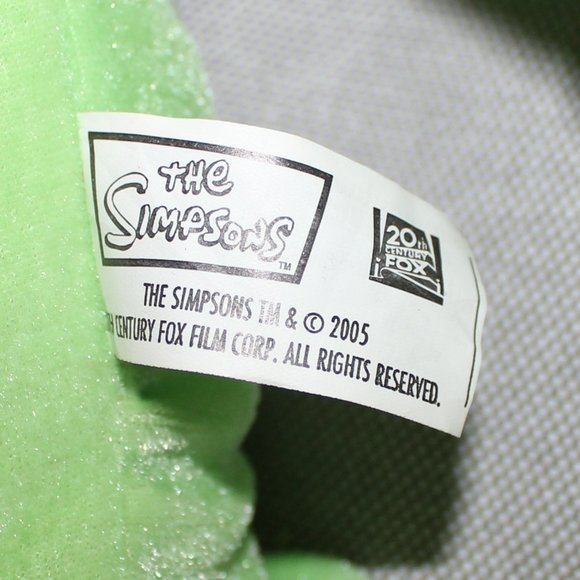 THE
SIMPSONS
TM
20th
CENTURY
FOX
THE SIMPSONS TM & © 2005
CENTURY FOX FILM CORP. ALL RIGHTS RESERVED.